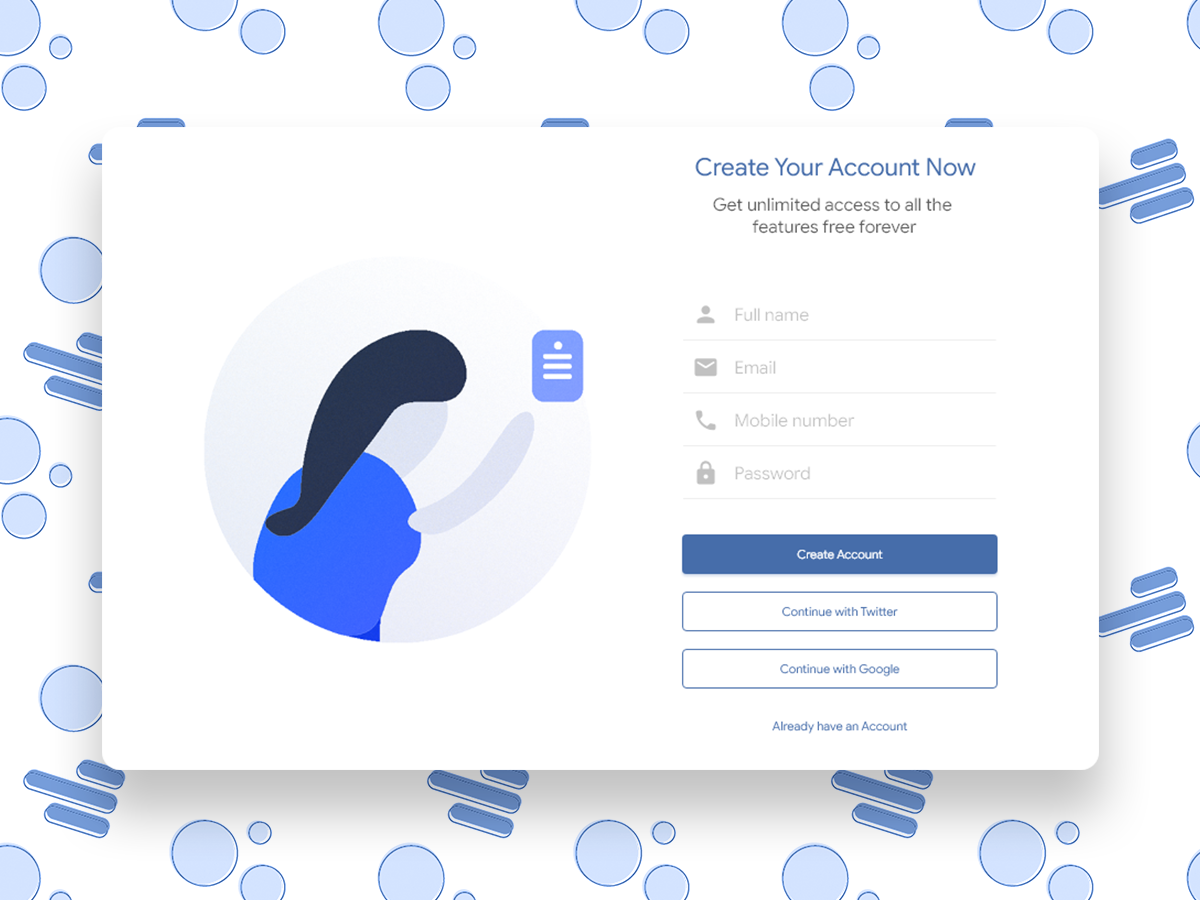 Create Your Account Now
Get unlimited access to all the
features free forever
Full name
Email
Mobile number
Password
Create Account
Continue with Twitter
Continue with Google
Already have an Account